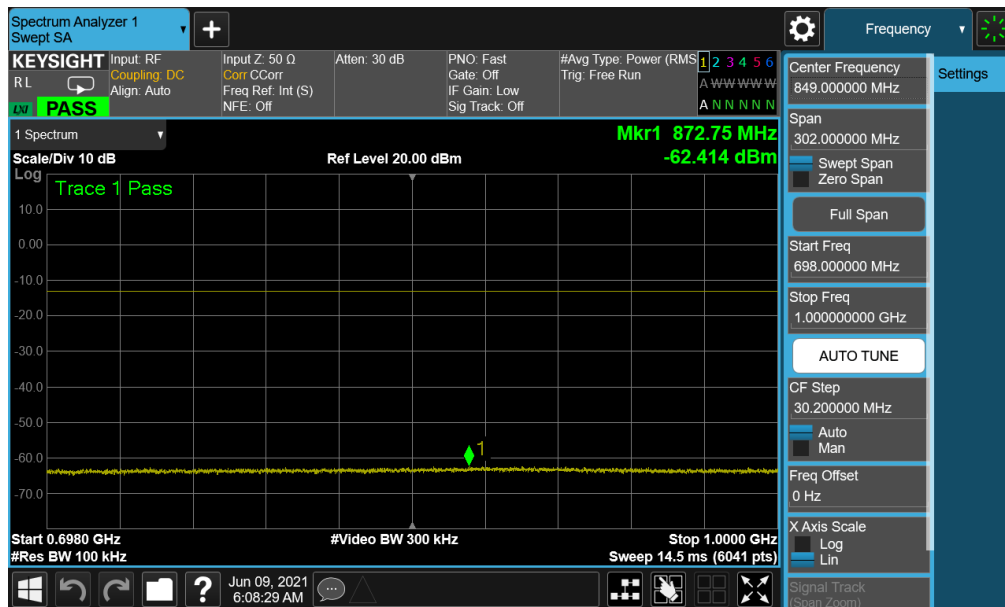 Spectrum Analyzer 1
Swept SA
+
Frequency
KEYSIGHT
RL
LXI
PASS
Input: RF
Coupling: DC
Align: Auto
Input Z: 50 Ω
Corr CCorr
Freq Ref: Int (S)
NFE: Off
Atten: 30 dB
PNO: Fast
Gate: Off
IF Gain: Low
Sig Track: Off
#Avg Type: Power (RMS
Trig: Free Run
1 2 3 4 5 6
A W W W W W
A N N N N N
1 Spectrum
Scale/Div 10 dB
Ref Level 20.00 dBm
Mkr1 872.75 MHz
-62.414 dBm
Log
Trace 1 Pass
10.0
0.00
-10.0
-20.0
-30.0
-40.0
-50.0
-60.0
-70.0
1
Start 0.6980 GHz
#Video BW 300 kHz
Stop 1.0000 GHz
#Res BW 100 kHz
Sweep 14.5 ms (6041 pts)
?
Jun 09, 2021
6:08:29 AM
Center Frequency
849.000000 MHz
Span
302.000000 MHz
Swept Span
Zero Span
Full Span
Start Freq
698.000000 MHz
Stop Freq
1.000000000 GHz
AUTO TUNE
CF Step
30.200000 MHz
Auto
Man
Freq Offset
0 Hz
X Axis Scale
Log
Lin
Signal Track
(Span Zoom)
Settings